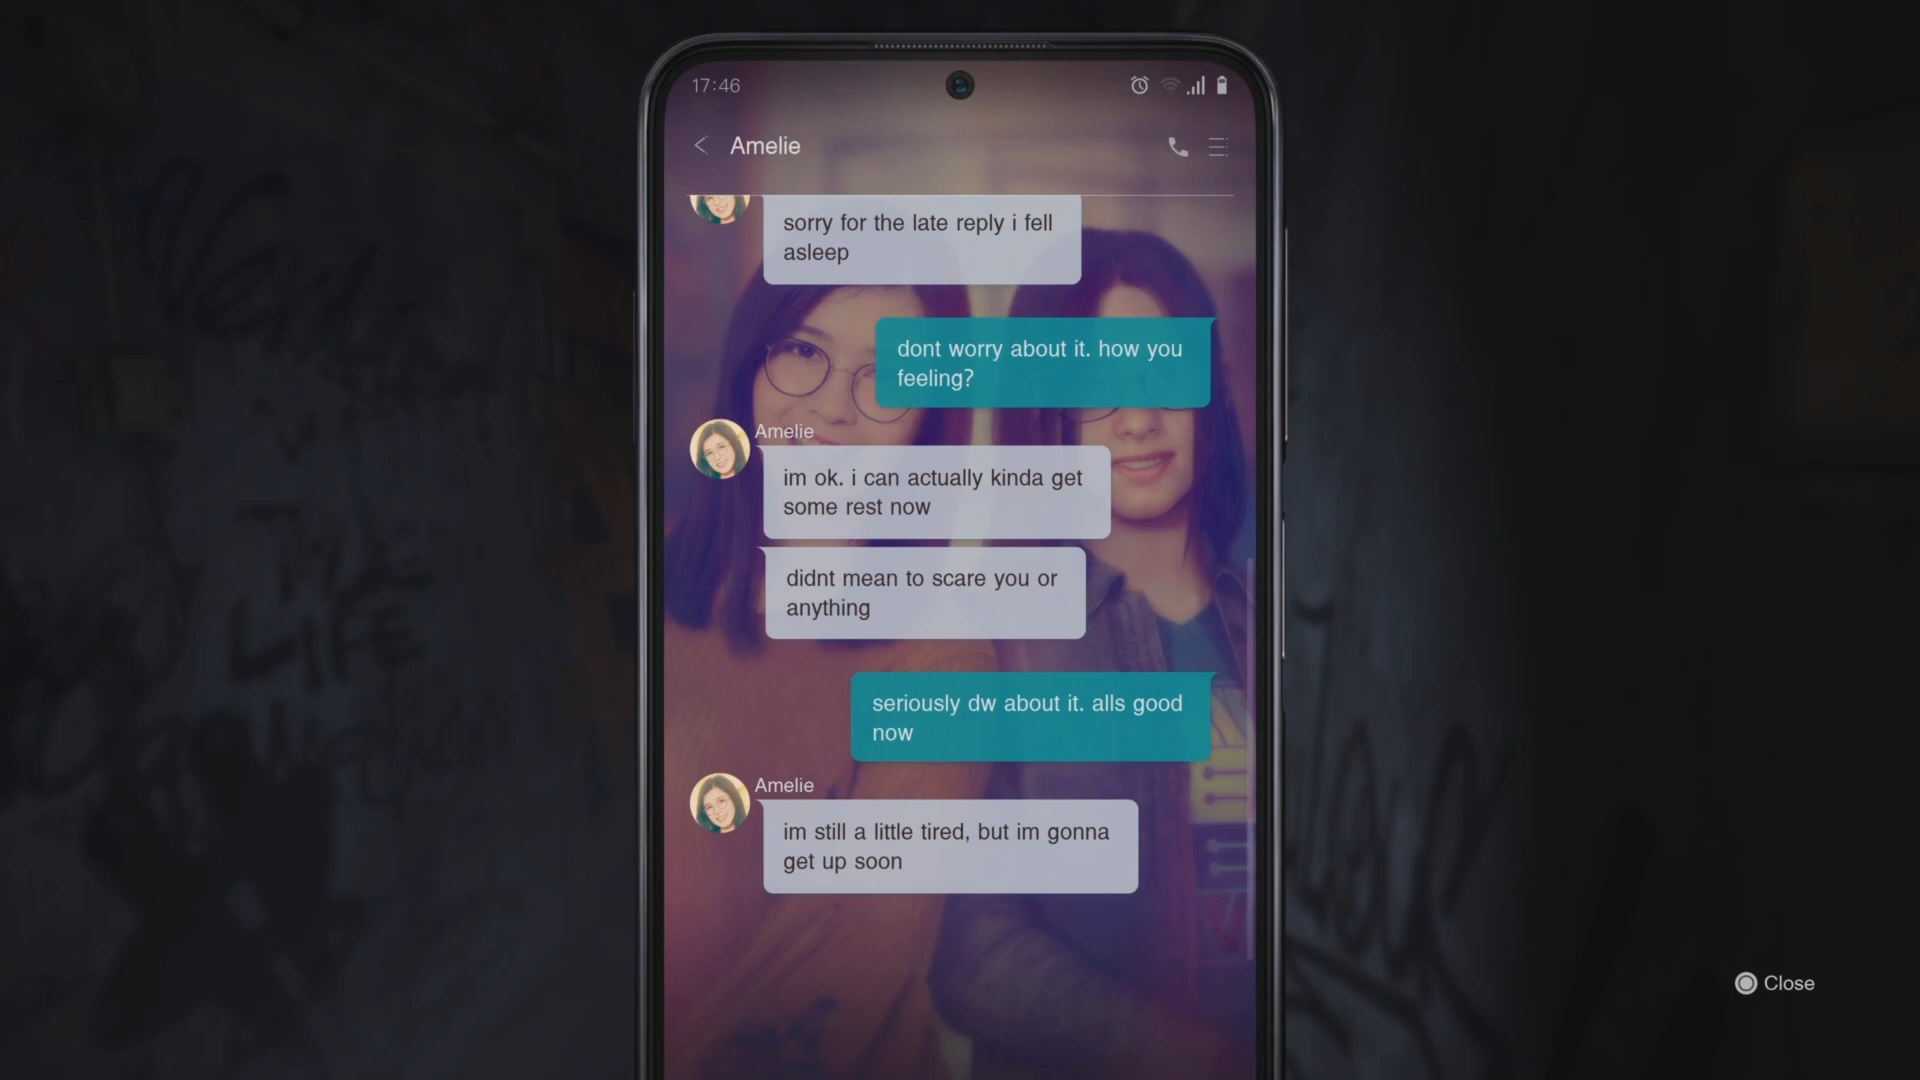 17:46
Amelie
sorry for the late reply i fell
asleep
dont worry about it. how you
feeling?
Amelie
im ok. i can actually kinda get
some rest now
didnt mean to scare you or
anything
seriously dw about it. alls good
now
Amelie
im still a little tired, but im gonna
get up soon
THE
LIFE
Close